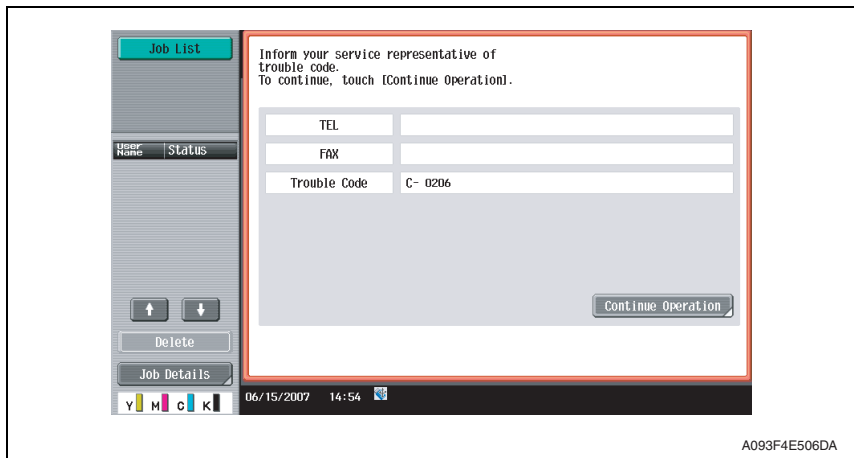 Job List
Inform your service representative of
trouble code.
To continue, touch [Continue Operation].
TEL
FAX
Trouble Code C- 0206
User Name Status
Continue Operation
Delete
Job Details
Y M C K
06/15/2007 14:54
A093F4E506DA